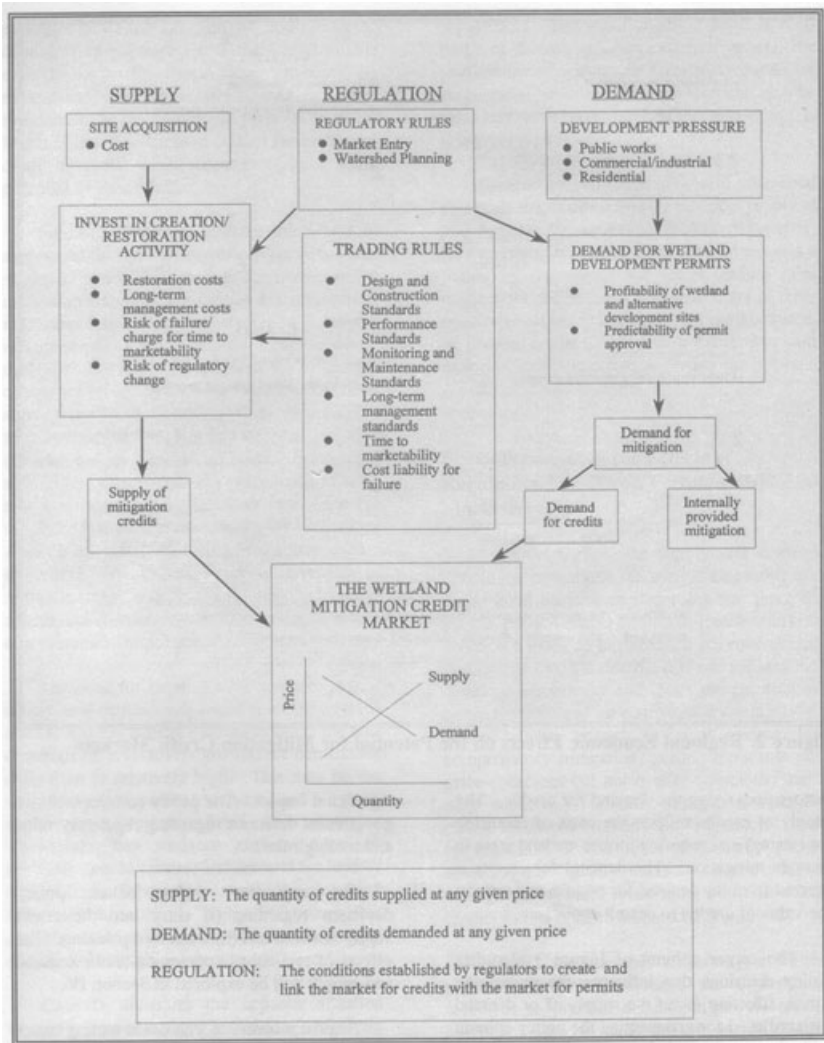 SUPPLY
REGULATION
DEMAND
SITE ACQUISITION
● Cost
REGULATORY RULES
● Market Entry
● Watershed Planning
DEVELOPMENT PRESSURE
● Public works
● Commercial/industrial
● Residential
INVEST IN CREATION/
RESTORATION
ACTIVITY
● Restoration costs
● Long-term
management costs
● Risk of failure/
charge for time to
marketability
● Risk of regulatory
change
TRADING RULES
● Design and
Construction
Standards
● Performance
Standards
● Monitoring and
Maintenance
Standards
● Long-term
management
standards
● Time to
marketability
● Cost liability for
failure
DEMAND FOR WETLAND
DEVELOPMENT PERMITS
● Profitability of wetland
and alternative
development sites
● Predictability of permit
approval
Demand for
mitigation
Supply of
mitigation
credits
Demand
for credits
Internally
provided
mitigation
THE WETLAND
MITIGATION CREDIT
MARKET
Price
Supply
Demand
Quantity
SUPPLY: The quantity of credits supplied at any given price
DEMAND: The quantity of credits demanded at any given price
REGULATION: The conditions established by regulators to create and
link the market for credits with the market for permits